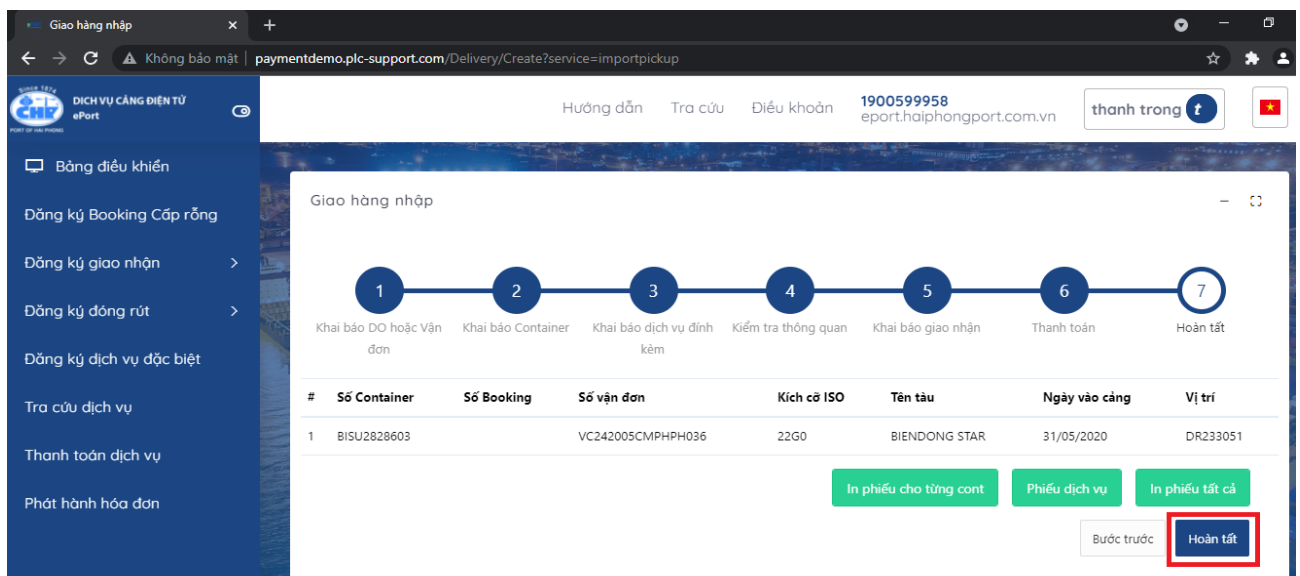 Giao hàng nhập
Không bảo mật | paymentdemo.plc-support.com/Delivery/Create?service=importpickup
Since 1874
CHP
PORT OF HAI PHONG
DỊCH VỤ CẢNG ĐIỆN TỬ
ePort
Hướng dẫn Tra cứu Điều khoản
1900599958
eport.haiphongport.com.vn
thanh trong t
Bảng điều khiển
Đăng ký Booking Cấp rỗng
Đăng ký giao nhận
Đăng ký đóng rút
Đăng ký dịch vụ đặc biệt
Tra cứu dịch vụ
Thanh toán dịch vụ
Phát hành hóa đơn
Giao hàng nhập
1 2 3 4 5 6 7
Khai báo DO hoặc Vận Khai báo Container Khai báo dịch vụ đính Kiểm tra thông quan Khai báo giao nhận Thanh toán Hoàn tất
đơn kèm
# Số Container Số Booking Số vận đơn Kích cỡ ISO Tên tàu Ngày vào cảng Vị trí
1 BISU2828603 VC242005CMPHPH036 22G0 BIENDONG STAR 31/05/2020 DR233051
In phiếu cho từng cont Phiếu dịch vụ In phiếu tất cả
Bước trước Hoàn tất